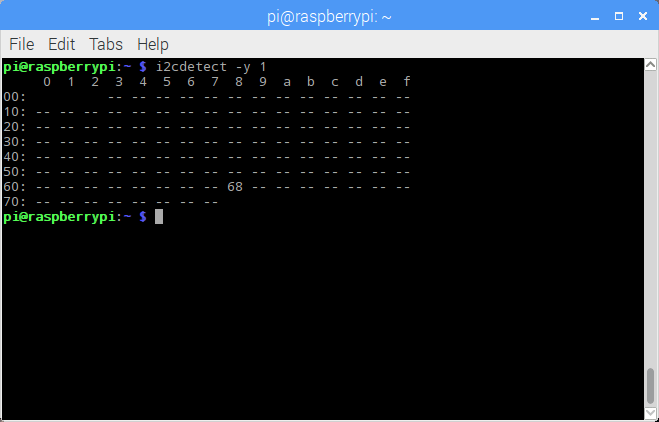 pi@raspberrypi: ~
File Edit Tabs Help
pi@raspberrypi:~ $ i2cdetect -y 1
     0  1  2  3  4  5  6  7  8  9  a  b  c  d  e  f
00:          -- -- -- -- -- -- -- -- -- -- -- -- --
10: -- -- -- -- -- -- -- -- -- -- -- -- -- -- -- --
20: -- -- -- -- -- -- -- -- -- -- -- -- -- -- -- --
30: -- -- -- -- -- -- -- -- -- -- -- -- -- -- -- --
40: -- -- -- -- -- -- -- -- -- -- -- -- -- -- -- --
50: -- -- -- -- -- -- -- -- -- -- -- -- -- -- -- --
60: -- -- -- -- -- -- -- -- 68 -- -- -- -- -- -- --
70: -- -- -- -- -- -- -- --
pi@raspberrypi:~ $